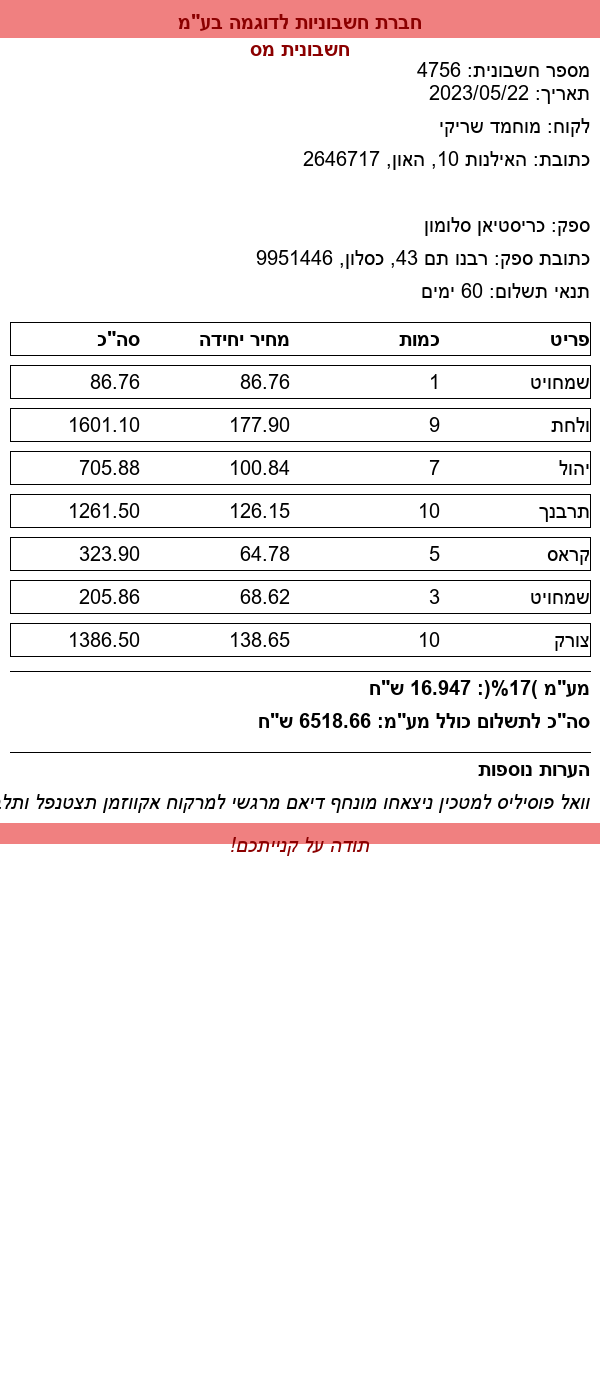 חברת חשבוניות לדוגמה בע"מ
חשבונית מס
מספר חשבונית: 4756
תאריך: 2023/05/22
לקוח: מוחמד שריקי
כתובת: האילנות 10, האון, 2646717
ספק: כריסטיאן סלומון
כתובת ספק: רבנו תם 43, כסלון, 9951446
תנאי תשלום: 60 ימים
פריט כמות מחיר יחידה סה"כ
שמחויט 1 86.76 86.76
ולחת 9 177.90 1601.10
יהול 7 100.84 705.88
תרבנך 10 126.15 1261.50
קראס 5 64.78 323.90
שמחויט 3 68.62 205.86
צורק 10 138.65 1386.50
מע"מ )17%(: 16.947 ש"ח
סה"כ לתשלום כולל מע"מ: 6518.66 ש"ח
הערות נוספות
וואל פוסיליס למטכין ניצאחו מונחף דיאם מרגשי למרקוח אקווזמן תצטנפל
תודה על קנייתכם!